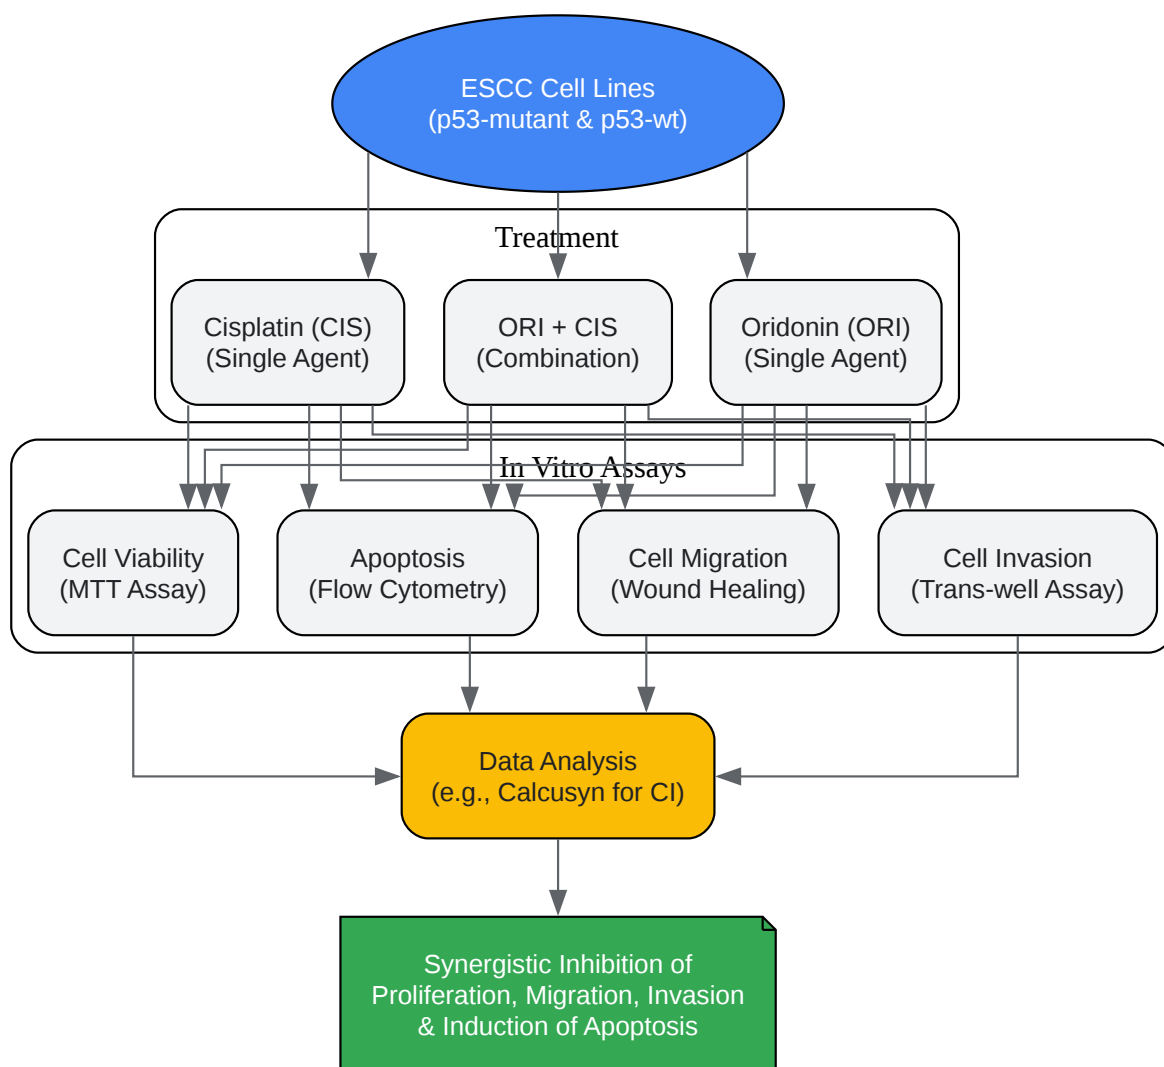 ESCC Cell Lines
(p53-mutant & p53-wt)
Treatment
Cisplatin (CIS)
(Single Agent)
ORI + CIS
(Combination)
Oridonin (ORI)
(Single Agent)
In Vitro Assays
Cell Viability
(MTT Assay)
Apoptosis
(Flow Cytometry)
Cell Migration
(Wound Healing)
Cell Invasion
(Trans-well Assay)
Data Analysis
(e.g., Calcusyn for CI)
Synergistic Inhibition of
Proliferation, Migration, Invasion
& Induction of Apoptosis